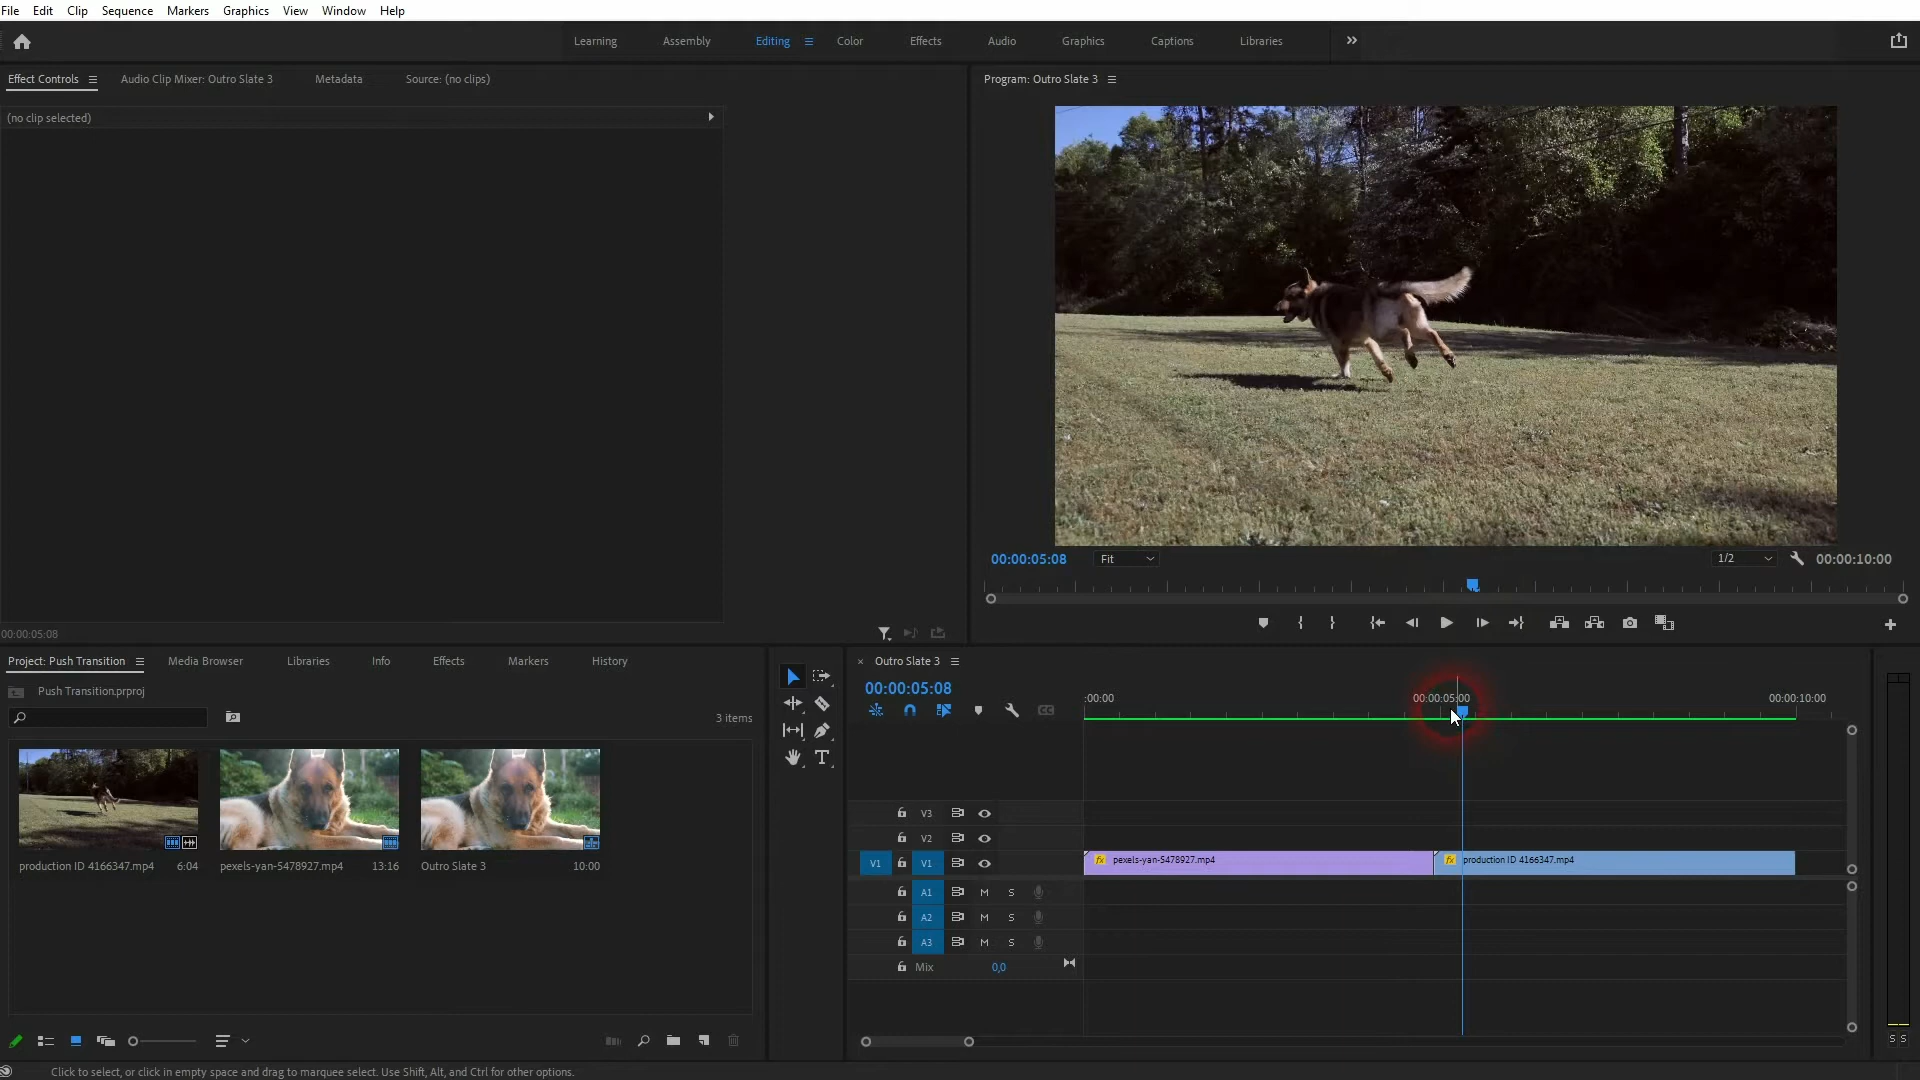 File Edit Clip Sequence Markers Graphics View Window Help
Learning Assembly Editing Color Effects Audio Graphics Captions Libraries
Effect Controls Audio Clip Mixer: Outro Slate 3 Metadata Source: (no clips)
(no clip selected)
00:00:05:08
Program: Outro Slate 3
00:00:05:08 Fit 1/2 00:00:10:00
Project: Push Transition Media Browser Libraries Info Effects Markers History
Push Transition.prproj
3 items
production ID 4166347.mp4 6:04 pexels-yan-5478927.mp4 13:16 Outro Slate 3 10:00
Outro Slate 3
00:00:05:08
:00:00 00:00:05:00 00:00:10:00
V3
V2
V1 V1 fx pexels-yan-5478927.mp4 fx production ID 4166347.mp4
A1 M S
A2 M S
A3 M S
Mix 0,0
S S
Click to select, or click in empty space and drag to marquee select. Use Shift, Alt, and Ctrl for other options.